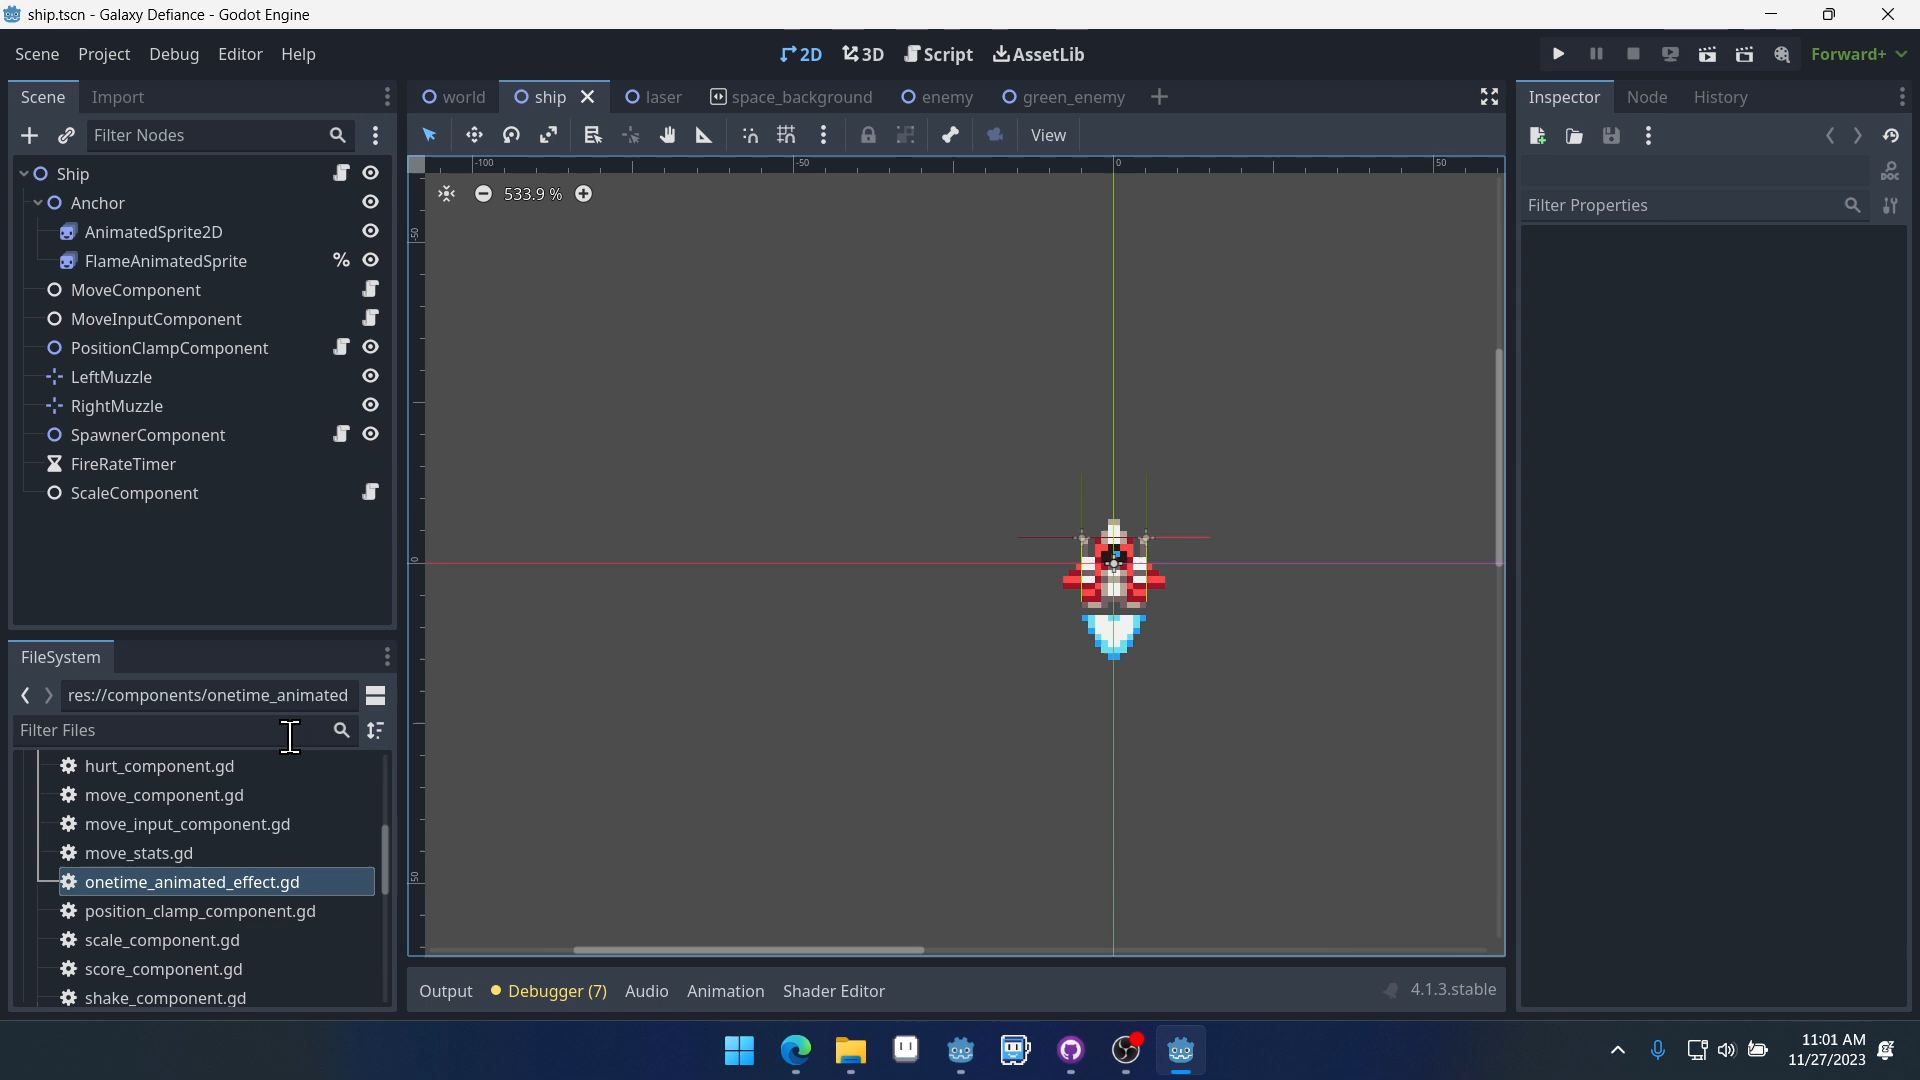 ship.tscn - Galaxy Defiance - Godot Engine
Scene Project Debug Editor Help
2D 3D Script AssetLib
Forward+
Scene Import
world ship laser space_background enemy green_enemy
Inspector Node History
Filter Nodes
View
-100 -50 0 50
-50
0
50
533.9 %
Filter Properties
Ship
Anchor
AnimatedSprite2D
FlameAnimatedSprite %
MoveComponent
MoveInputComponent
PositionClampComponent
LeftMuzzle
RightMuzzle
SpawnerComponent
FireRateTimer
ScaleComponent
FileSystem
res://components/onetime_animated
Filter Files
hurt_component.gd
move_component.gd
move_input_component.gd
move_stats.gd
onetime_animated_effect.gd
position_clamp_component.gd
scale_component.gd
score_component.gd
shake_component.gd
Output Debugger (7) Audio Animation Shader Editor
4.1.3.stable
11:01 AM
11/27/2023